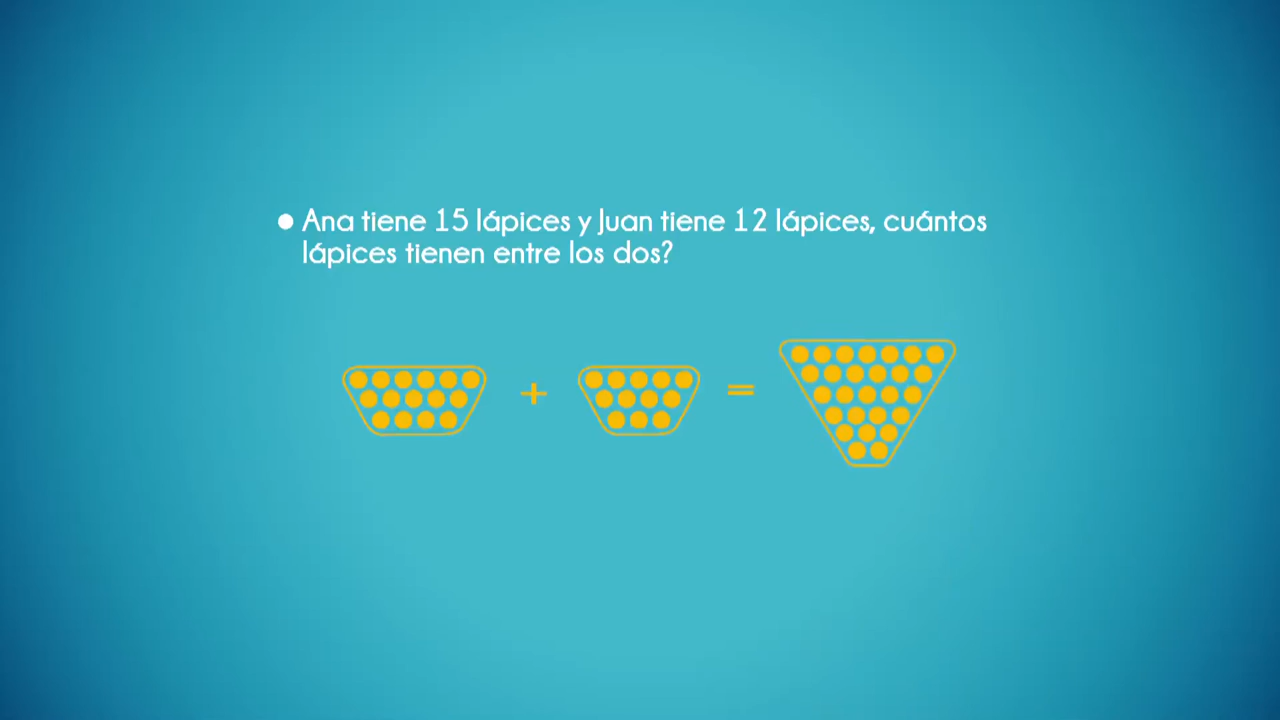 ● Ana tiene 15 lápices y Juan tiene 12 lápices, cuántos
lápices tienen entre los dos?
+ =